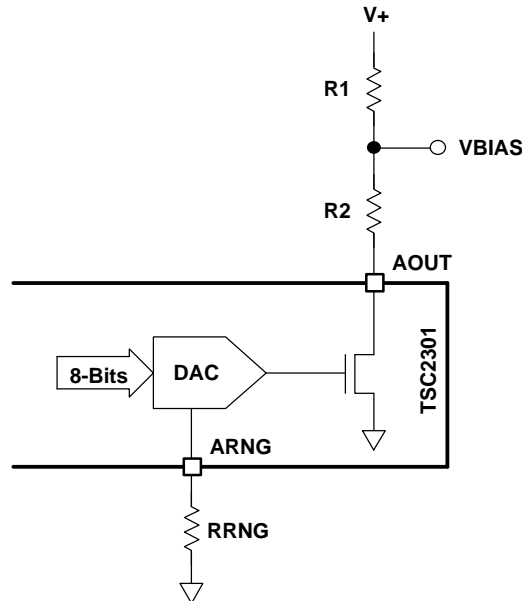 V+
R1
VBIAS
R2
AOUT
8-Bits
DAC
TSC2301
ARNG
RRNG